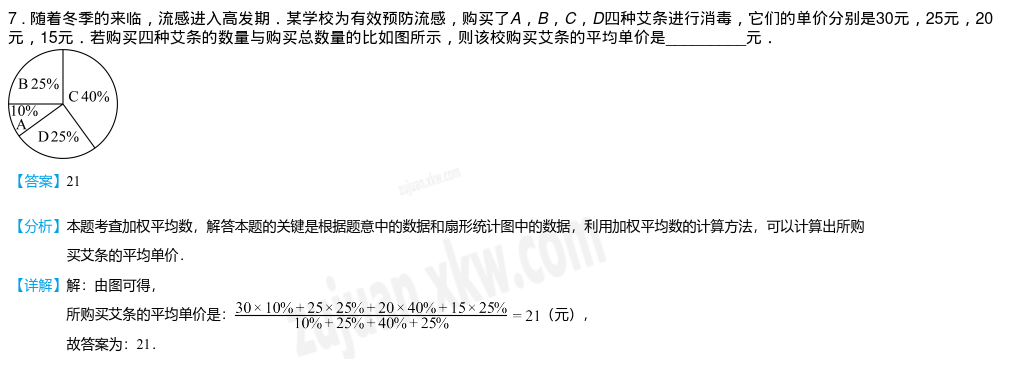 7．随着冬季的来临，流感进入高发期．某学校为有效预防流感，购买了A，B，C，D四种艾条进行消毒，它们的单价分别是30元，25元，20
元，15元．若购买四种艾条的数量与购买总数量的比如图所示，则该校购买艾条的平均单价是_________元．
B 25%
C 40%
10%
A
D 25%
【答案】21
【分析】本题考查加权平均数，解答本题的关键是根据题意中的数据和扇形统计图中的数据，利用加权平均数的计算方法，可以计算出所购
买艾条的平均单价．
【详解】解：由图可得，
所购买艾条的平均单价是：(30×10%+25×25%+20×40%+15×25%)/(10%+25%+40%+25%)=21（元），
故答案为：21．
zujuan.xkw.com
zujuan.xkw.com